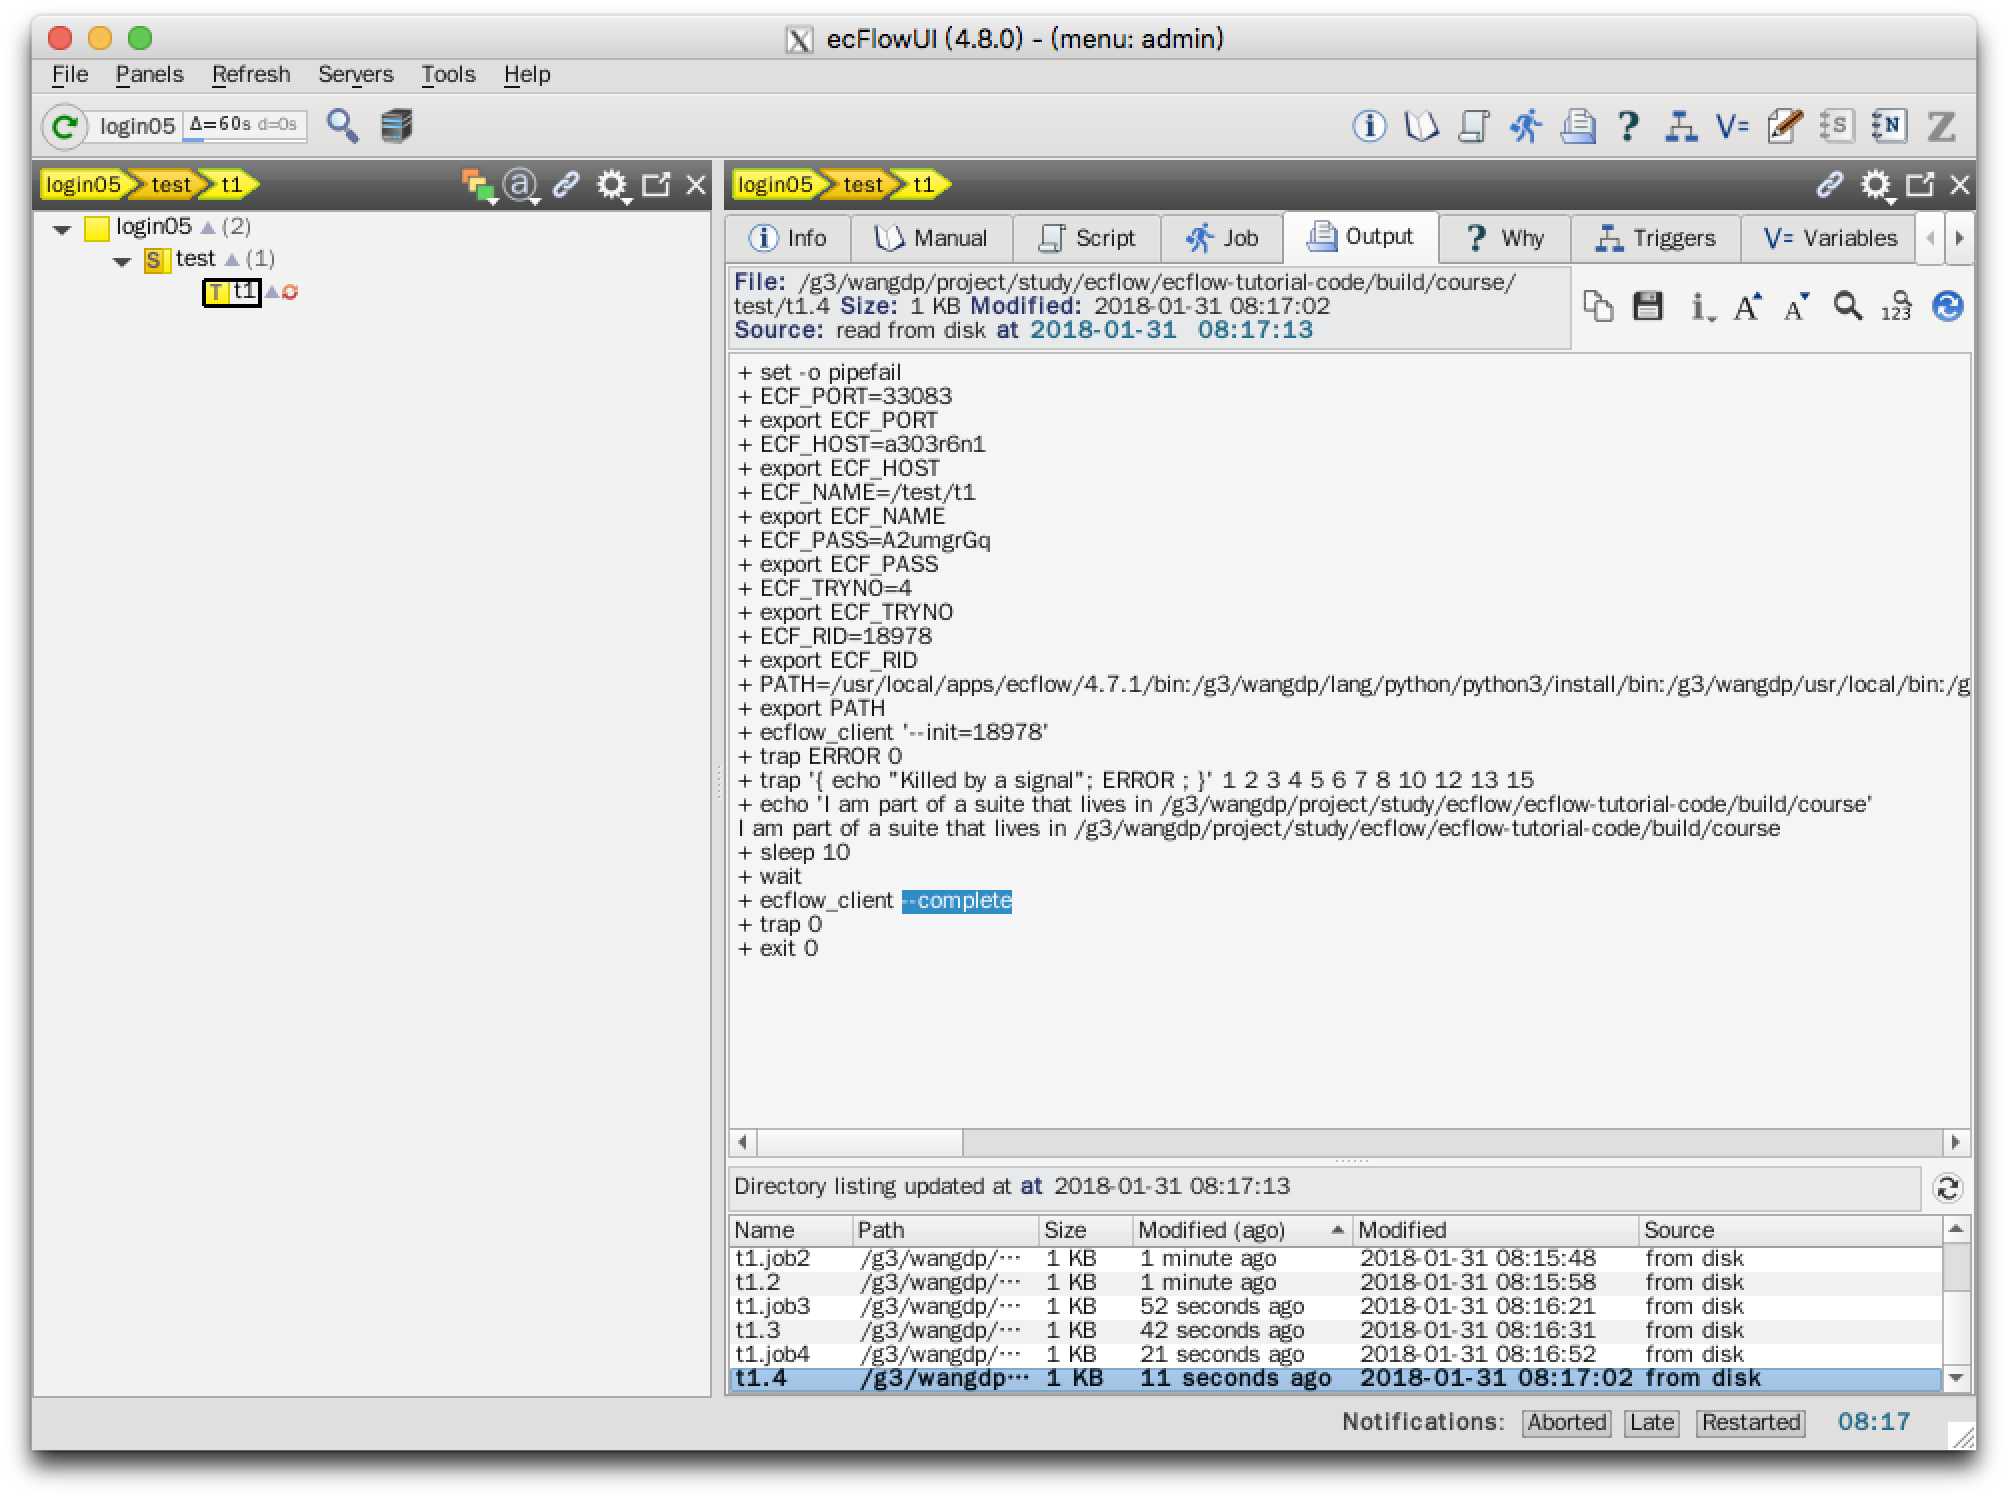 ecFlowUI (4.8.0) - (menu: admin)
File Panels Refresh Servers Tools Help
login05 Δ=60s d=0s
? V= S N Z
login05 test t1
a
login05 test t1
login05 (2)
S test (1)
T t1
Info Manual Script Job Output ? Why Triggers V= Variables
File: /g3/wangdp/project/study/ecflow/ecflow-tutorial-code/build/course/
test/t1.4 Size: 1 KB Modified: 2018-01-31 08:17:02
Source: read from disk at 2018-01-31 08:17:13
i A A 123
+ set -o pipefail
+ ECF_PORT=33083
+ export ECF_PORT
+ ECF_HOST=a303r6n1
+ export ECF_HOST
+ ECF_NAME=/test/t1
+ export ECF_NAME
+ ECF_PASS=A2umgrGq
+ export ECF_PASS
+ ECF_TRYNO=4
+ export ECF_TRYNO
+ ECF_RID=18978
+ export ECF_RID
+ PATH=/usr/local/apps/ecflow/4.7.1/bin:/g3/wangdp/lang/python/python3/install/bin:/g3/wangdp/usr/local/bin:/g
+ export PATH
+ ecflow_client '--init=18978'
+ trap ERROR 0
+ trap '{ echo "Killed by a signal"; ERROR ; }' 1 2 3 4 5 6 7 8 10 12 13 15
+ echo 'I am part of a suite that lives in /g3/wangdp/project/study/ecflow/ecflow-tutorial-code/build/course'
I am part of a suite that lives in /g3/wangdp/project/study/ecflow/ecflow-tutorial-code/build/course
+ sleep 10
+ wait
+ ecflow_client --complete
+ trap 0
+ exit 0
Directory listing updated at at 2018-01-31 08:17:13
Name Path Size Modified (ago) Modified Source
t1.job2 /g3/wangdp/··· 1 KB 1 minute ago 2018-01-31 08:15:48 from disk
t1.2 /g3/wangdp/··· 1 KB 1 minute ago 2018-01-31 08:15:58 from disk
t1.job3 /g3/wangdp/··· 1 KB 52 seconds ago 2018-01-31 08:16:21 from disk
t1.3 /g3/wangdp/··· 1 KB 42 seconds ago 2018-01-31 08:16:31 from disk
t1.job4 /g3/wangdp/··· 1 KB 21 seconds ago 2018-01-31 08:16:52 from disk
t1.4 /g3/wangdp··· 1 KB 11 seconds ago 2018-01-31 08:17:02 from disk
Notifications: Aborted Late Restarted 08:17